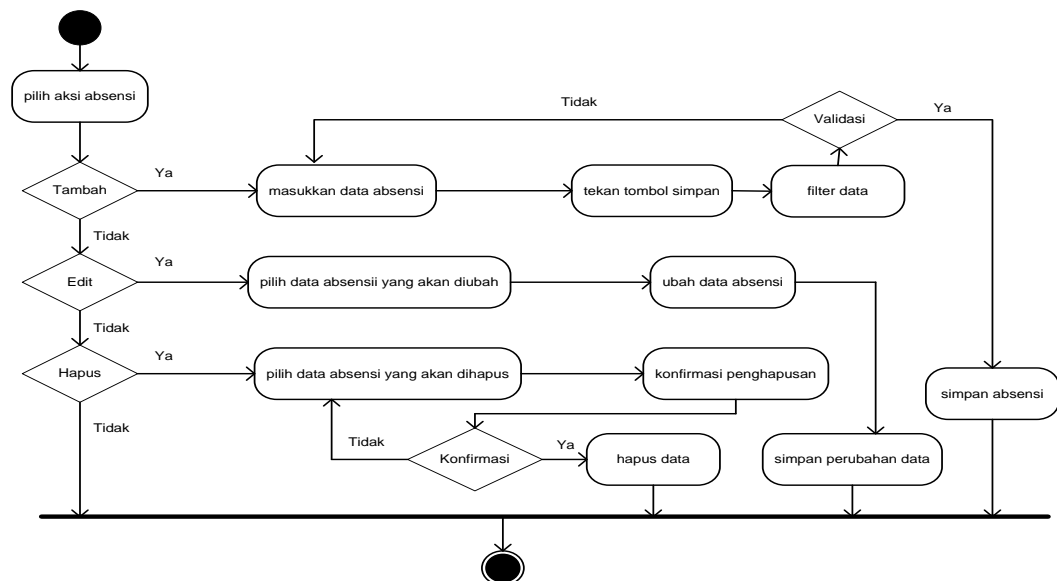 pilih aksi absensi
Tidak
Ya
Validasi
Tambah
Ya
masukkan data absensi
tekan tombol simpan
filter data
Tidak
Edit
Ya
pilih data absensii yang akan diubah
ubah data absensi
Tidak
Hapus
Ya
pilih data absensi yang akan dihapus
konfirmasi penghapusan
simpan absensi
Tidak
Tidak
Konfirmasi
Ya
hapus data
simpan perubahan data